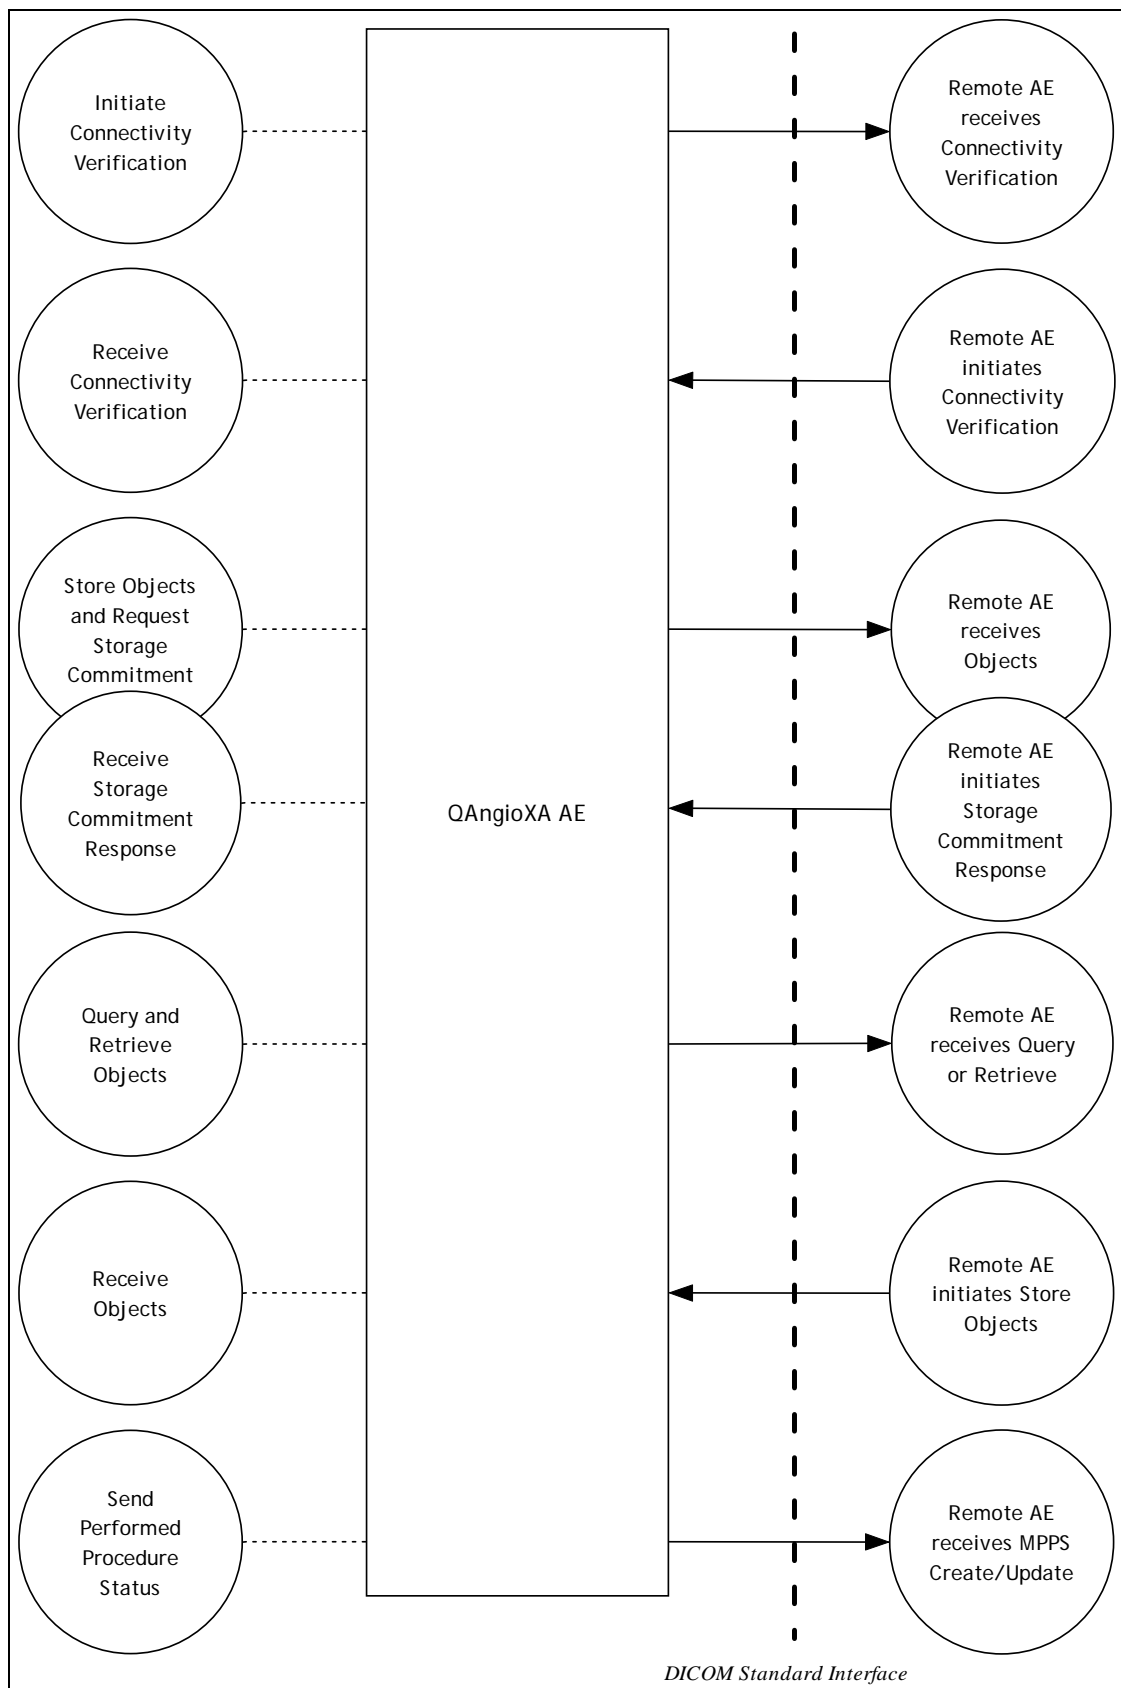 Initiate
Connectivity
Verification
Remote AE
receives
Connectivity
Verification
Receive
Connectivity
Verification
Remote AE
initiates
Connectivity
Verification
Store Objects
and Request
Storage
Commitment
Remote AE
receives
Objects
Receive
Storage
Commitment
Response
QAngioXA AE
Remote AE
initiates
Storage
Commitment
Response
Query and
Retrieve
Objects
Remote AE
receives Query
or Retrieve
Receive
Objects
Remote AE
initiates Store
Objects
Send
Performed
Procedure
Status
Remote AE
receives MPPS
Create/Update
DICOM Standard Interface